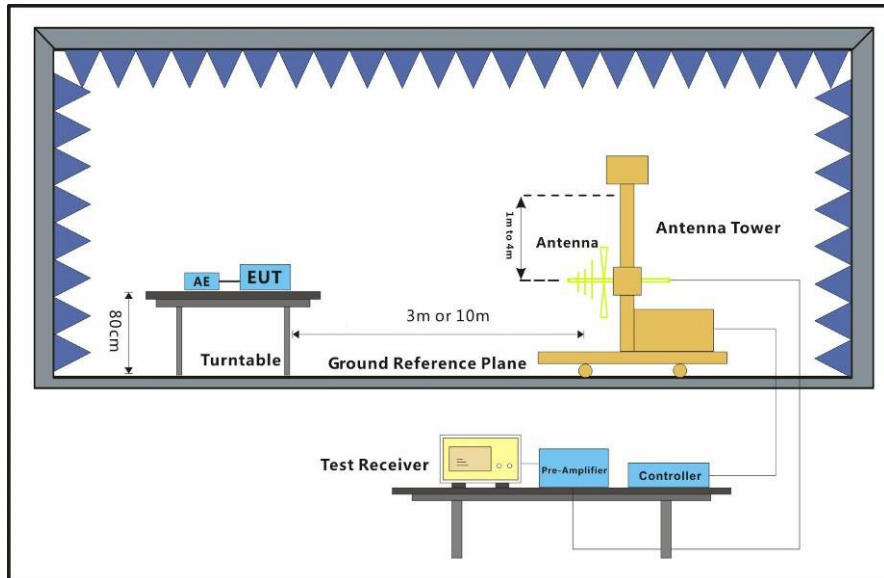 1m to 4m
Antenna
Antenna Tower
AE
EUT
80cm
3m or 10m
Turntable
Ground Reference Plane
Test Receiver
Pre-Amplifier
Controller